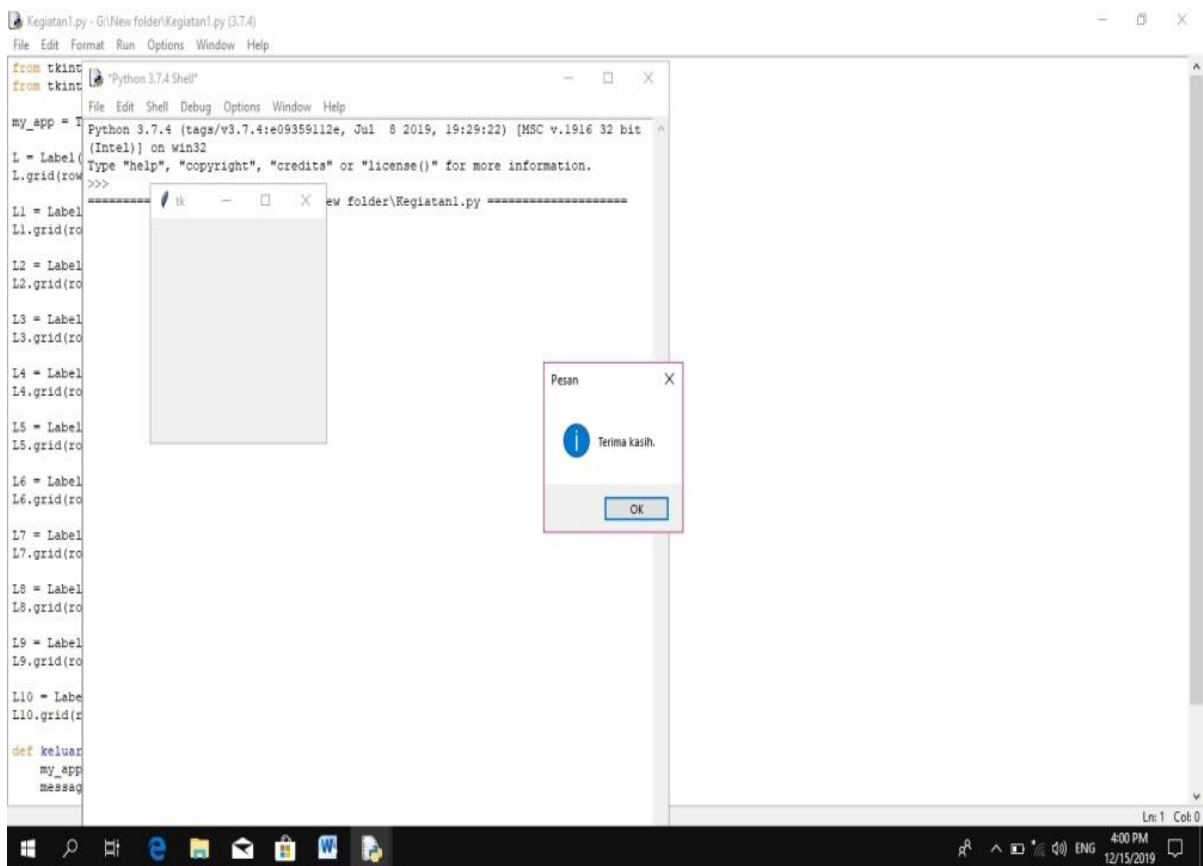 Kegiatan1.py - G:\New folder\Kegiatan1.py (3.7.4)
File Edit Format Run Options Window Help
from tkint
from tkint
my_app = T
L = Label(
L.grid(row
L1 = Label
L1.grid(ro
L2 = Label
L2.grid(ro
L3 = Label
L3.grid(ro
L4 = Label
L4.grid(ro
L5 = Label
L5.grid(ro
L6 = Label
L6.grid(ro
L7 = Label
L7.grid(ro
L8 = Label
L8.grid(ro
L9 = Label
L9.grid(ro
L10 = Labe
L10.grid(r
def keluar
my_app
messag
*Python 3.7.4 Shell*
File Edit Shell Debug Options Window Help
Python 3.7.4 (tags/v3.7.4:e09359112e, Jul 8 2019, 19:29:22) [MSC v.1916 32 bit
(Intel)] on win32
Type "help", "copyright", "credits" or "license()" for more information.
>>>
========= ew folder\Kegiatan1.py ====================
tk
Pesan
Terima kasih.
OK
Ln: 1 Col: 0
ENG
4:00 PM
12/15/2019